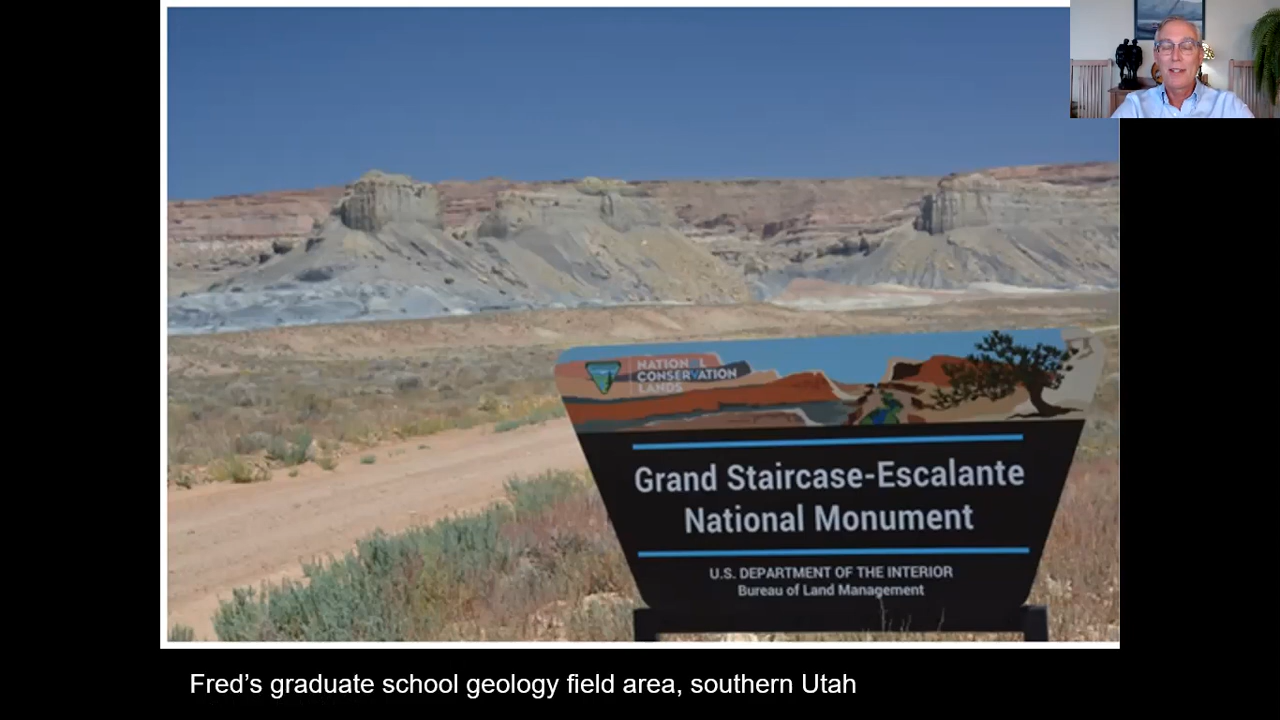 NATIONAL
CONSERVATION
LANDS
Grand Staircase-Escalante
National Monument
U.S. DEPARTMENT OF THE INTERIOR
Bureau of Land Management
Fred’s graduate school geology field area, southern Utah